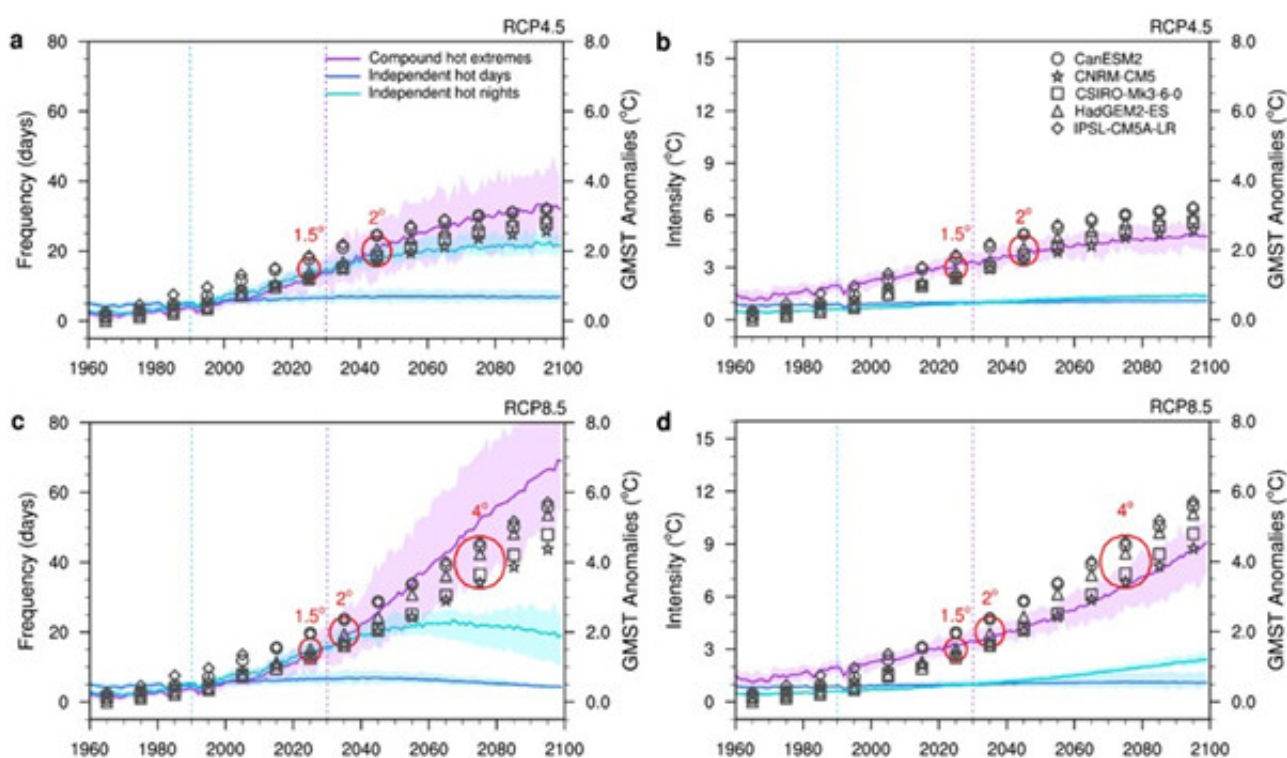 a
RCP4.5
Compound hot extremes
Independent hot days
Independent hot nights
80
60
40
20
0
8.0
6.0
4.0
2.0
0.0
Frequency (days)
GMST Anomalies (°C)
1.5°
2°
1960 1980 2000 2020 2040 2060 2080 2100
b
RCP4.5
CanESM2
CNRM-CM5
CSIRO-Mk3-6-0
HadGEM2-ES
IPSL-CM5A-LR
15
12
9
6
3
0
8.0
6.0
4.0
2.0
0.0
Intensity (°C)
GMST Anomalies (°C)
1.5°
2°
1960 1980 2000 2020 2040 2060 2080 2100
c
RCP8.5
80
60
40
20
0
8.0
6.0
4.0
2.0
0.0
Frequency (days)
GMST Anomalies (°C)
1.5°
2°
4°
1960 1980 2000 2020 2040 2060 2080 2100
d
RCP8.5
15
12
9
6
3
0
8.0
6.0
4.0
2.0
0.0
Intensity (°C)
GMST Anomalies (°C)
1.5°
2°
4°
1960 1980 2000 2020 2040 2060 2080 2100